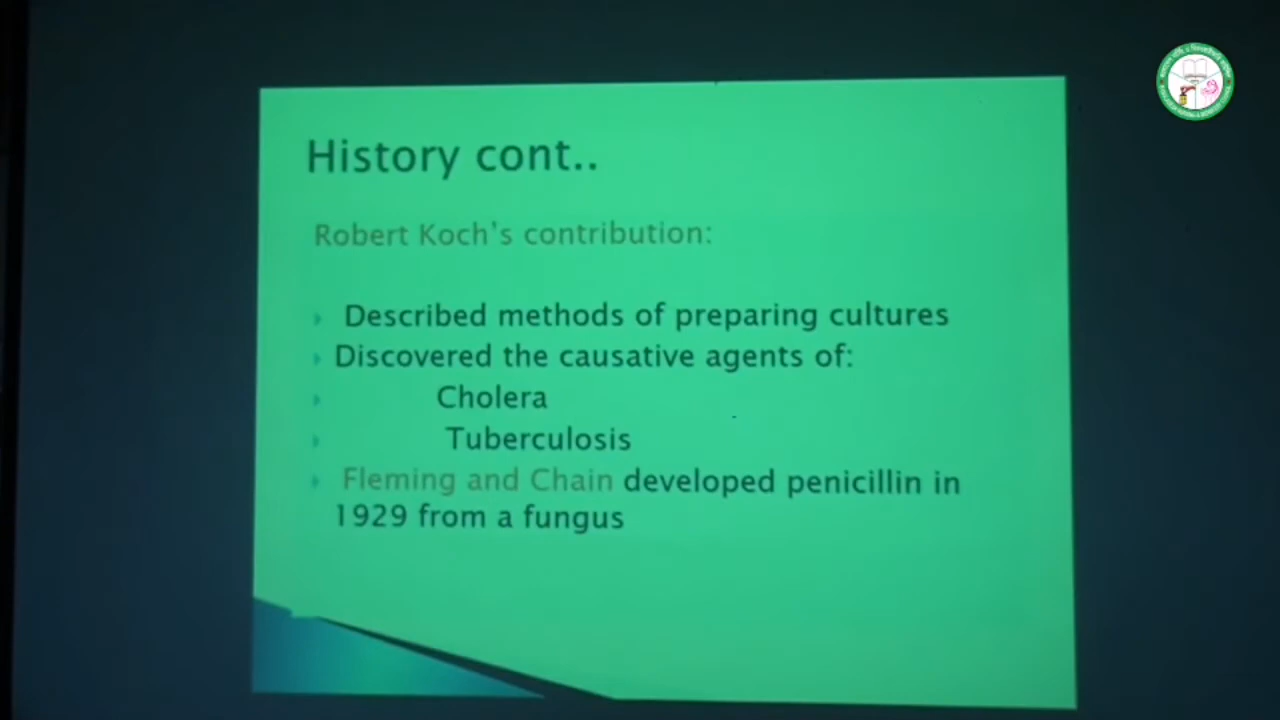 History cont..
Robert Koch's contribution:
Described methods of preparing cultures
Discovered the causative agents of:
Cholera
Tuberculosis
Fleming and Chain developed penicillin in
1929 from a fungus